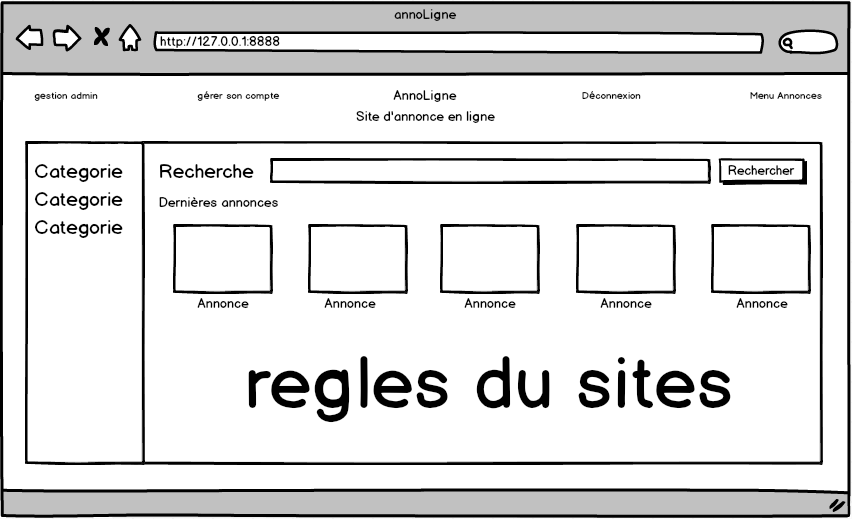 annoLigne
http://127.0.0.1:8888
gestion admin
gérer son compte
AnnoLigne
Déconnexion
Menu Annonces
Site d'annonce en ligne
Categorie
Categorie
Categorie
Recherche
Rechercher
Dernières annonces
Annonce
Annonce
Annonce
Annonce
Annonce
regles du sites